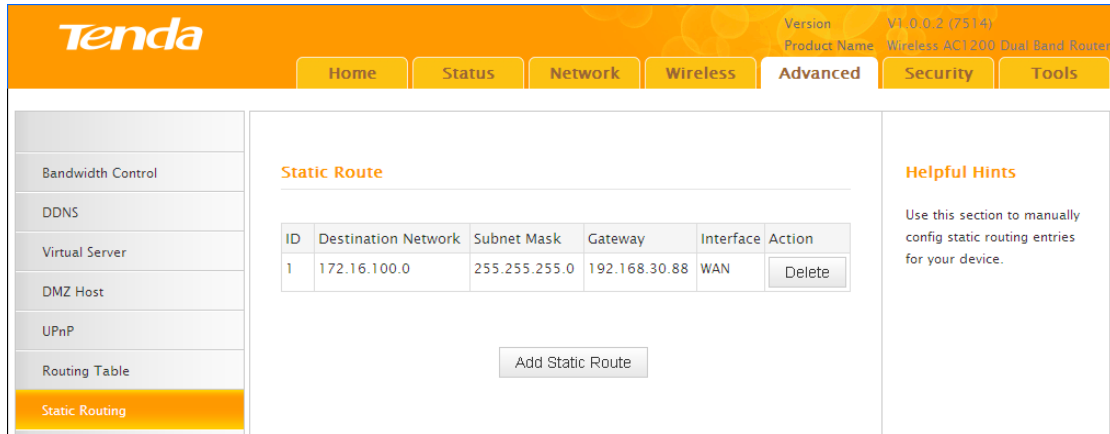 Tenda
Version V1.0.0.2 (7514)
Product Name Wireless AC1200 Dual Band Router
Home Status Network Wireless Advanced Security Tools
Bandwidth Control
DDNS
Virtual Server
DMZ Host
UPnP
Routing Table
Static Routing
Static Route
ID Destination Network Subnet Mask Gateway Interface Action
1 172.16.100.0 255.255.255.0 192.168.30.88 WAN Delete
Add Static Route
Helpful Hints
Use this section to manually
config static routing entries
for your device.